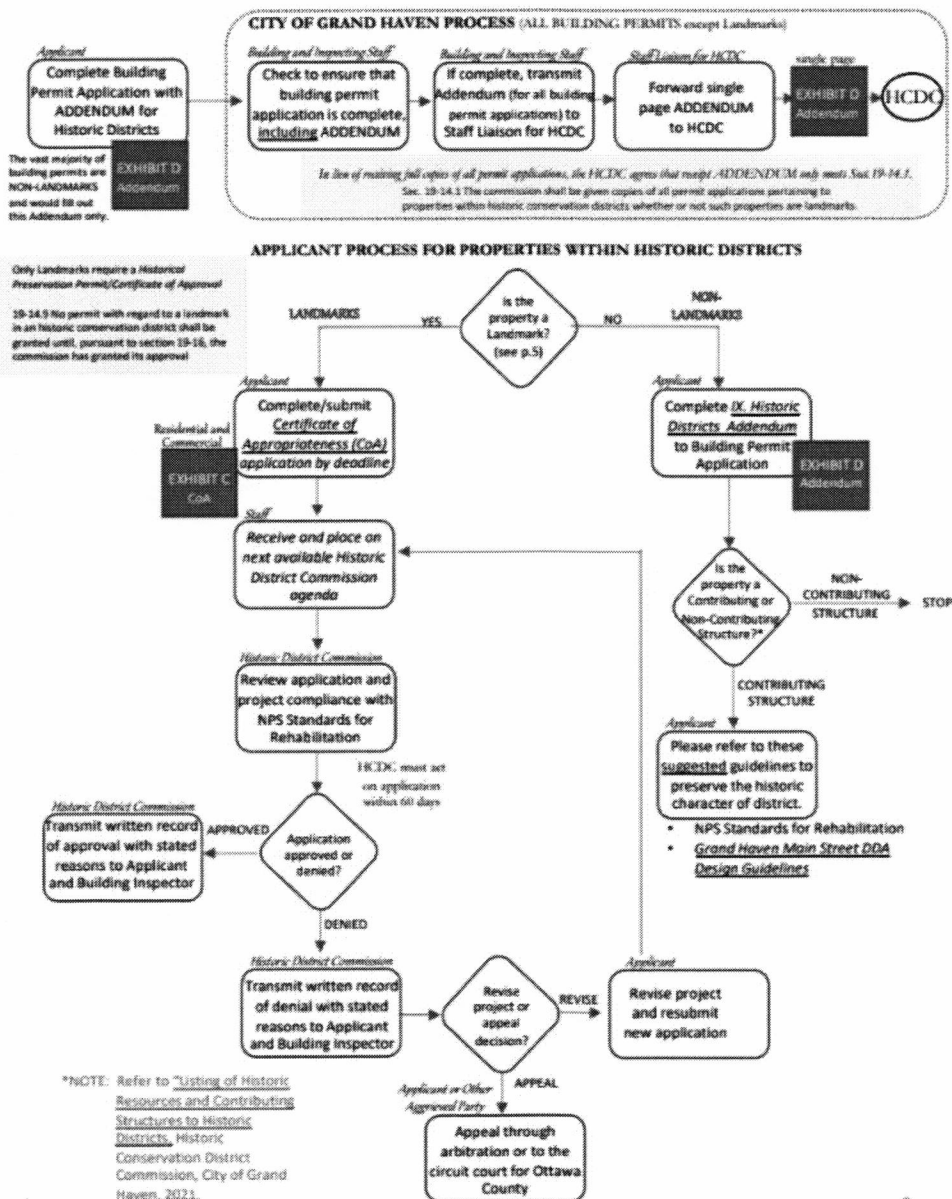 CITY OF GRAND HAVEN PROCESS (ALL BUILDING PERMITS except Landmarks)
Applicant
Complete Building
Permit Application with
ADDENDUM for
Historic Districts
The vast majority of
building permits are
NON-LANDMARKS
and would fill out
this Addendum only.
EXHIBIT D
Addendum
Building and Inspecting Staff
Check to ensure that
building permit
application is complete,
including ADDENDUM
Building and Inspecting Staff
If complete, transmit
Addendum (for all building
permit applications) to
Staff Liaison for HCDC
Staff Liaison for HCDC
Forward single
page ADDENDUM
to HCDC
single page
EXHIBIT D
Addendum
HCDC
In lieu of receiving full copies of all permit applications, the HCDC agrees that receipt ADDENDUM only meets Sec. 19-14.1.
Sec. 19-14.1 The commission shall be given copies of all permit applications pertaining to
properties within historic conservation districts whether or not such properties are landmarks.
APPLICANT PROCESS FOR PROPERTIES WITHIN HISTORIC DISTRICTS
Only Landmarks require a Historical
Preservation Permit/Certificate of Approval
19-14.5 No permit with regard to a landmark
in an historic conservation district shall be
granted until, pursuant to section 19-16, the
commission has granted its approval
Is the
property a
Landmark?
(see p.5)
LANDMARKS
YES
NO
NON-
LANDMARKS
Applicant
Complete/submit
Certificate of
Appropriateness (CoA)
application by deadline
Residential and
Commercial
EXHIBIT C
CoA
Applicant
Complete IX. Historic
Districts Addendum
to Building Permit
Application
EXHIBIT D
Addendum
Staff
Receive and place on
next available Historic
District Commission
agenda
Is the
property a
Contributing or
Non-Contributing
Structure?*
NON-
CONTRIBUTING
STRUCTURE
STOP
CONTRIBUTING
STRUCTURE
Historic District Commission
Review application and
project compliance with
NPS Standards for
Rehabilitation
Applicant
Please refer to these
suggested guidelines to
preserve the historic
character of district.
• NPS Standards for Rehabilitation
• Grand Haven Main Street DDA
Design Guidelines
HCDC must act
on application
within 60 days
Application
approved or
denied?
APPROVED
Historic District Commission
Transmit written record
of approval with stated
reasons to Applicant
and Building Inspector
DENIED
Historic District Commission
Transmit written record
of denial with stated
reasons to Applicant
and Building Inspector
Revise
project or
appeal
decision?
REVISE
Applicant
Revise project
and resubmit
new application
APPEAL
Applicant or Other
Aggrieved Party
Appeal through
arbitration or to the
circuit court for Ottawa
County
*NOTE: Refer to "Listing of Historic
Resources and Contributing
Structures to Historic
Districts, Historic
Conservation District
Commission, City of Grand
Haven, 2021.